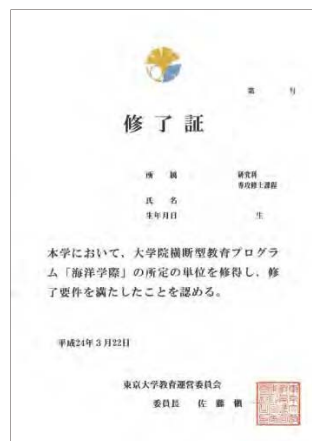 第 号
修了証
所 属 研究科
専攻修士課程
氏 名
生年月日 生
本学において、大学院横断型教育プログラ
ム「海洋学際」の所定の単位を修得し、修
了要件を満たしたことを認める。
平成24年3月22日
東京大学教育運営委員会
委員長 佐 藤 愼